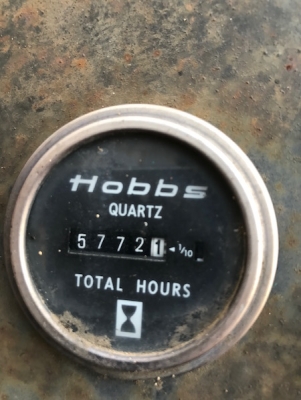 Hobbs
QUARTZ
57721 ◄ 1/10
TOTAL HOURS